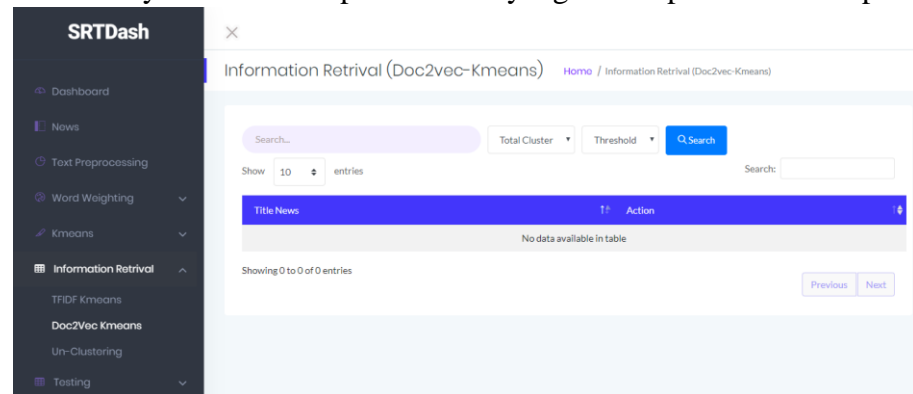 SRTDash
Dashboard
News
Text Preprocessing
Word Weighting
Kmeans
Information Retrival
TFIDF Kmeans
Doc2Vec Kmeans
Un-Clustering
Testing
Information Retrival (Doc2vec-Kmeans) Home / Information Retrival (Doc2vec-Kmeans)
Search... Total Cluster Threshold Search
Show 10 entries Search:
Title News Action
No data available in table
Showing 0 to 0 of 0 entries
Previous Next